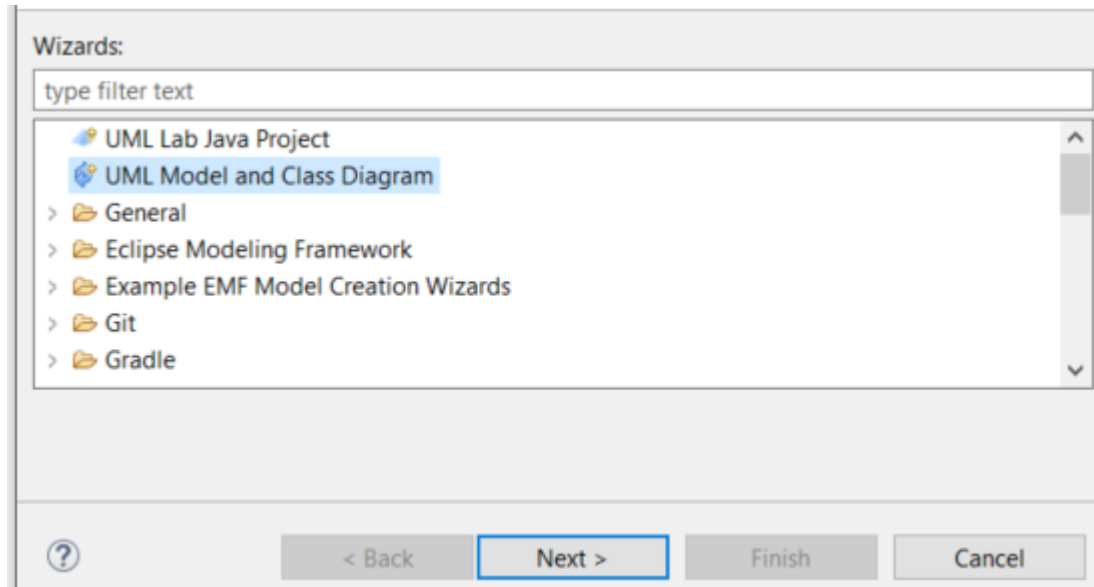 Wizards:
type filter text
UML Lab Java Project
UML Model and Class Diagram
> General
> Eclipse Modeling Framework
> Example EMF Model Creation Wizards
> Git
> Gradle
? < Back Next > Finish Cancel